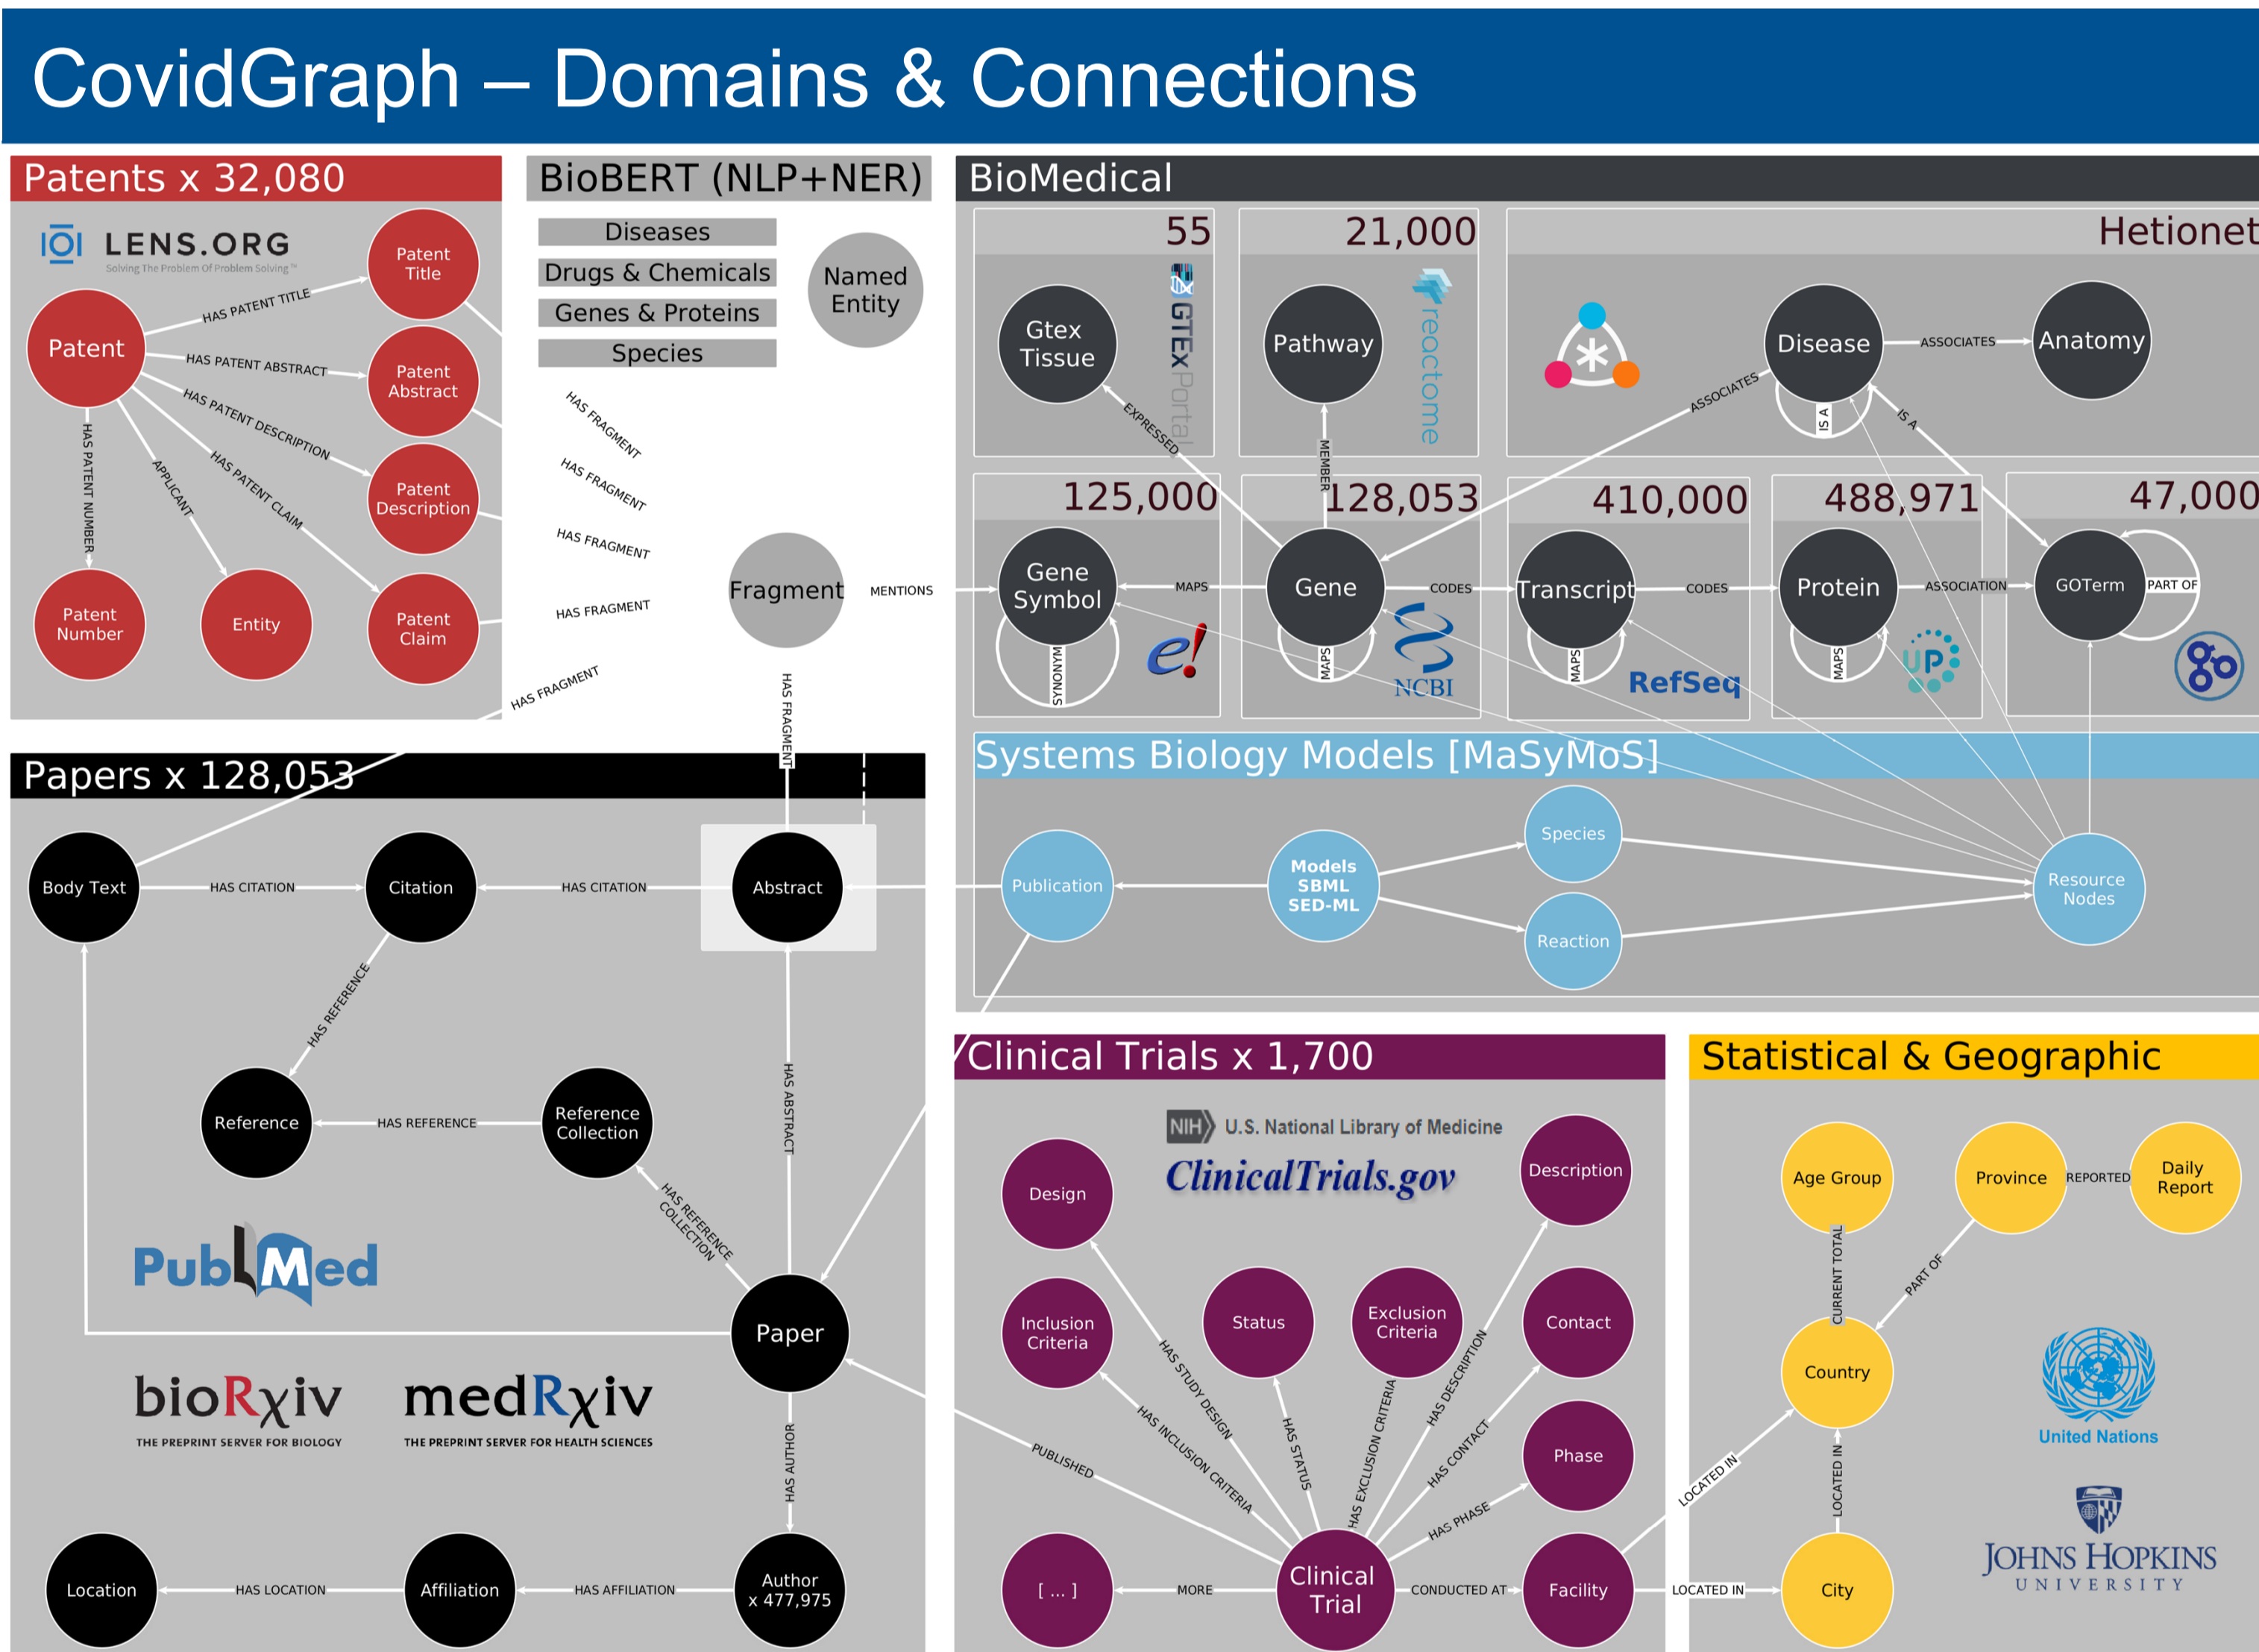 CovidGraph – Domains & Connections
Patents x 32,080
LENS.ORG
Solving The Problem Of Problem Solving™
Patent
Title
HAS PATENT TITLE
Patent
HAS PATENT ABSTRACT
Patent
Abstract
HAS PATENT DESCRIPTION
Patent
Description
HAS PATENT NUMBER
APPLICANT
HAS PATENT CLAIM
Patent
Number
Entity
Patent
Claim
BioBERT (NLP+NER)
Diseases
Drugs & Chemicals
Genes & Proteins
Species
Named
Entity
HAS FRAGMENT
HAS FRAGMENT
HAS FRAGMENT
HAS FRAGMENT
HAS FRAGMENT
Fragment
MENTIONS
HAS FRAGMENT
BioMedical
55
Gtex
Tissue
GTEx Portal
21,000
Pathway
reactome
Hetionet
Disease
ASSOCIATES
Anatomy
ASSOCIATES
IS A
IS A
EXPRESSED
MEMBER
125,000
Gene
Symbol
SYNONYM
e!
MAPS
128,053
Gene
MAPS
NCBI
CODES
410,000
Transcript
MAPS
RefSeq
CODES
488,971
Protein
MAPS
UP
ASSOCIATION
47,000
GOTerm
PART OF
go
Systems Biology Models [MaSyMoS]
Publication
Models
SBML
SED-ML
Species
Reaction
Resource
Nodes
Papers x 128,053
Body Text
HAS CITATION
Citation
HAS CITATION
Abstract
HAS REFERENCE
Reference
HAS REFERENCE
Reference
Collection
HAS ABSTRACT
HAS REFERENCE
COLLECTION
PubMed
Paper
bioRχiv
THE PREPRINT SERVER FOR BIOLOGY
medRχiv
THE PREPRINT SERVER FOR HEALTH SCIENCES
HAS AUTHOR
Location
HAS LOCATION
Affiliation
HAS AFFILIATION
Author
x 477,975
Clinical Trials x 1,700
NIH U.S. National Library of Medicine
ClinicalTrials.gov
Design
Description
Inclusion
Criteria
Status
Exclusion
Criteria
Contact
Phase
HAS STUDY DESIGN
HAS INCLUSION CRITERIA
HAS STATUS
HAS EXCLUSION CRITERIA
HAS DESCRIPTION
HAS CONTACT
HAS PHASE
PUBLISHED
[ ... ]
MORE
Clinical
Trial
CONDUCTED AT
Facility
LOCATED IN
LOCATED IN
Statistical & Geographic
Age Group
Province
REPORTED
Daily
Report
CURRENT TOTAL
PART OF
Country
United Nations
LOCATED IN
City
JOHNS HOPKINS
UNIVERSITY